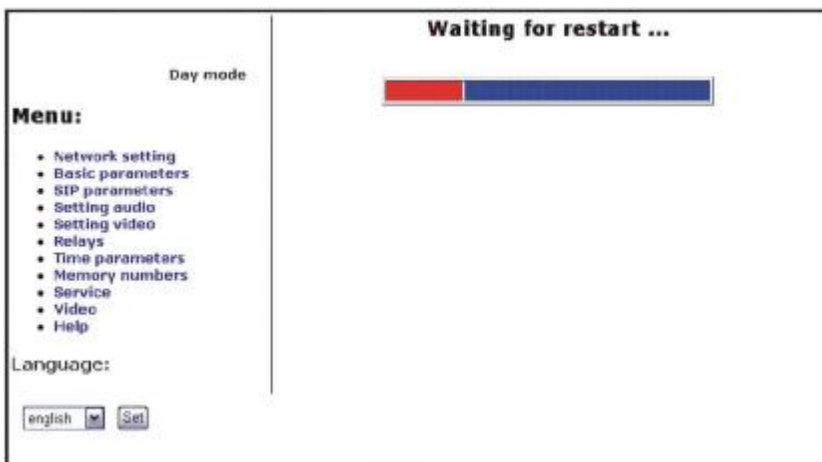 Waiting for restart ...
Day mode
Menu:
Network setting
Basic parameters
SIP parameters
Setting audio
Setting video
Relays
Time parameters
Memory numbers
Service
Video
Help
Language:
english
Set